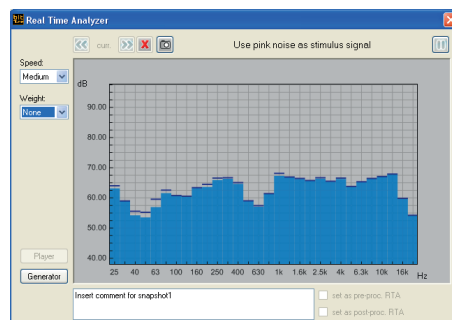 Real Time Analyzer
curr. Use pink noise as stimulus signal
Speed:
Medium
Weight:
None
dB
90.00
80.00
70.00
60.00
50.00
40.00
25 40 63 100 160 250 400 630 1k 1.6k 2.5k 4k 6.3k 10k 16k Hz
Player
Generator
Insert comment for snapshot1
set as pre-proc. RTA
set as post-proc. RTA